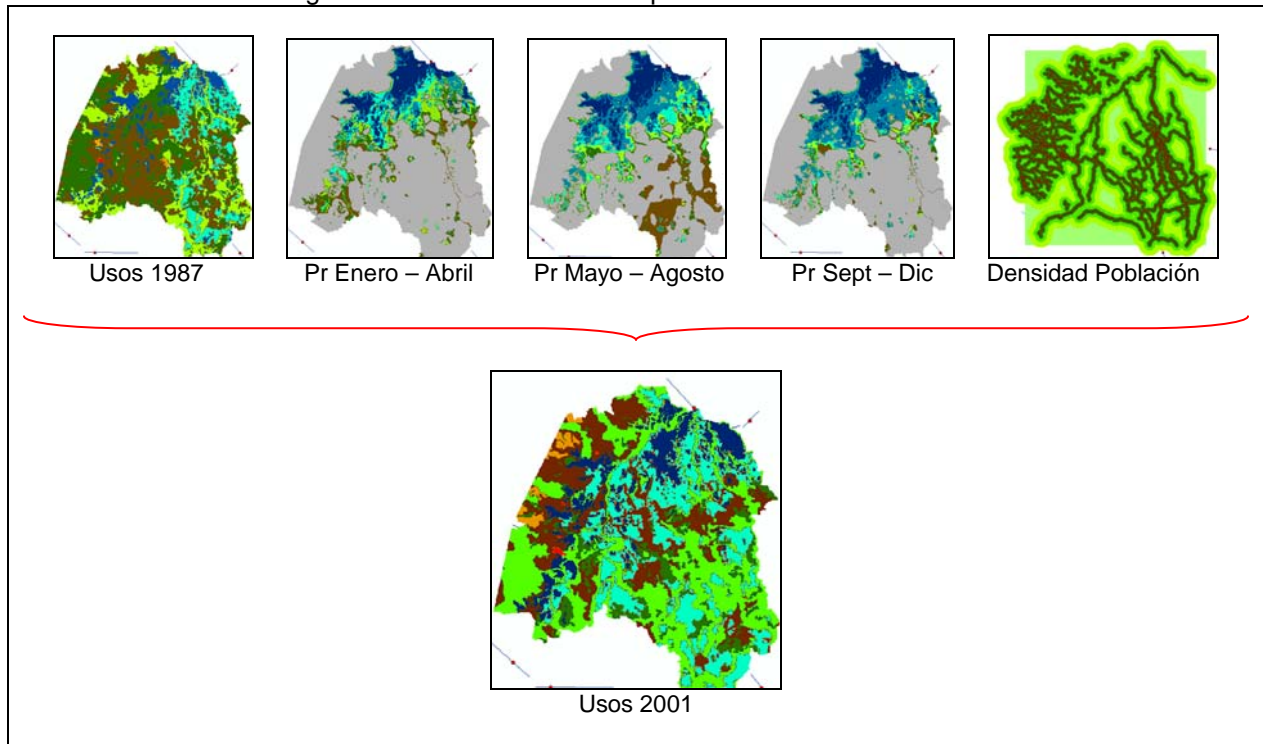 Usos 1987
Pr Enero – Abril
Pr Mayo – Agosto
Pr Sept – Dic
Densidad Población
Usos 2001